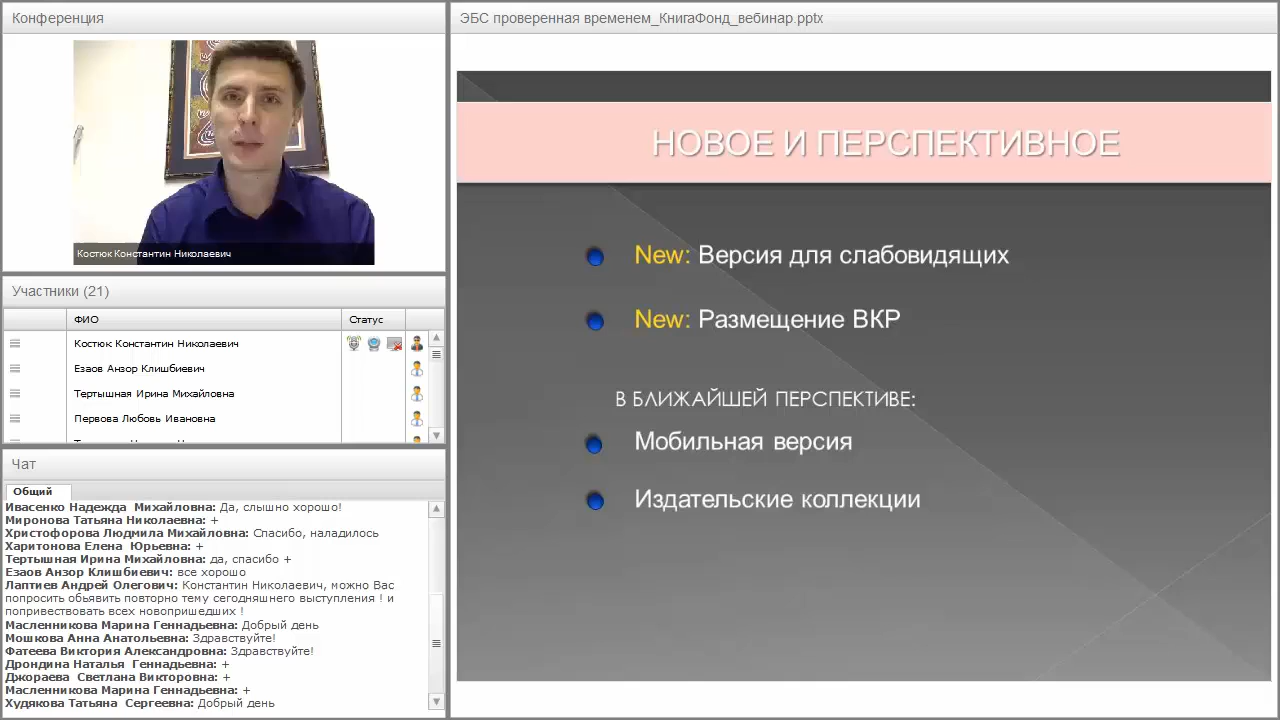 Конференция
Костюк Константин Николаевич
Участники (21)
ФИО Статус
Костюк Константин Николаевич
Езаов Анзор Клишбиевич
Тертышная Ирина Михайловна
Первова Любовь Ивановна
Чат
Общий
Ивасенко Надежда Михайловна: Да, слышно хорошо!
Миронова Татьяна Николаевна: +
Христофорова Людмила Михайловна: Спасибо, наладилось
Харитонова Елена Юрьевна: +
Тертышная Ирина Михайловна: да, спасибо +
Езаов Анзор Клишбиевич: все хорошо
Лаптиев Андрей Олегович: Константин Николаевич, можно Вас
попросить обьявить повторно тему сегодняшнего выступления ! и
попривествовать всех новопришедших !
Масленникова Марина Геннадьевна: Добрый день
Мошкова Анна Анатольевна: Здравствуйте!
Фатеева Виктория Александровна: Здравствуйте!
Дрондина Наталья Геннадьевна: +
Джораева Светлана Викторовна: +
Масленникова Марина Геннадьевна: +
Худякова Татьяна Сергеевна: Добрый день
ЭБС проверенная временем_КнигаФонд_вебинар.pptx
НОВОЕ И ПЕРСПЕКТИВНОЕ
New: Версия для слабовидящих
New: Размещение ВКР
В БЛИЖАЙШЕЙ ПЕРСПЕКТИВЕ:
Мобильная версия
Издательские коллекции